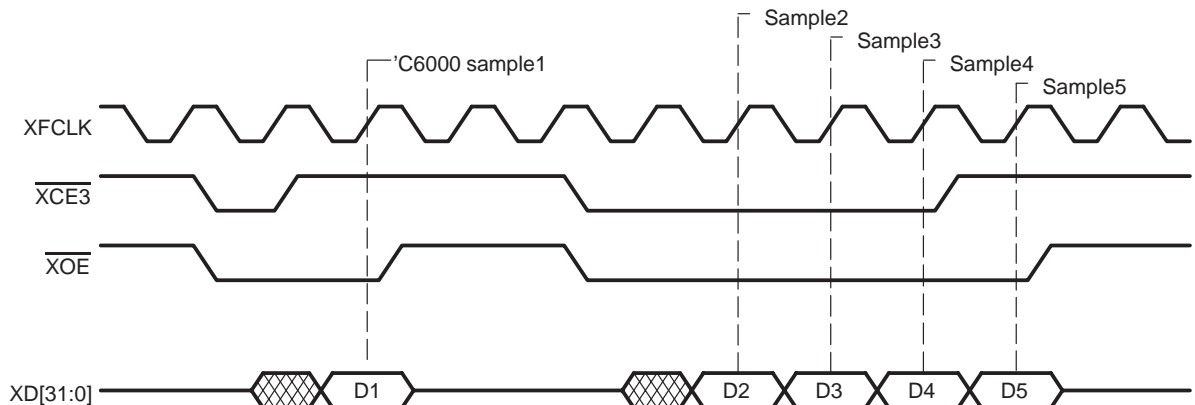 Sample2
Sample3
’C6000 sample1
Sample4
Sample5
XFCLK
XCE3
XOE
XD[31:0]
D1
D2
D3
D4
D5